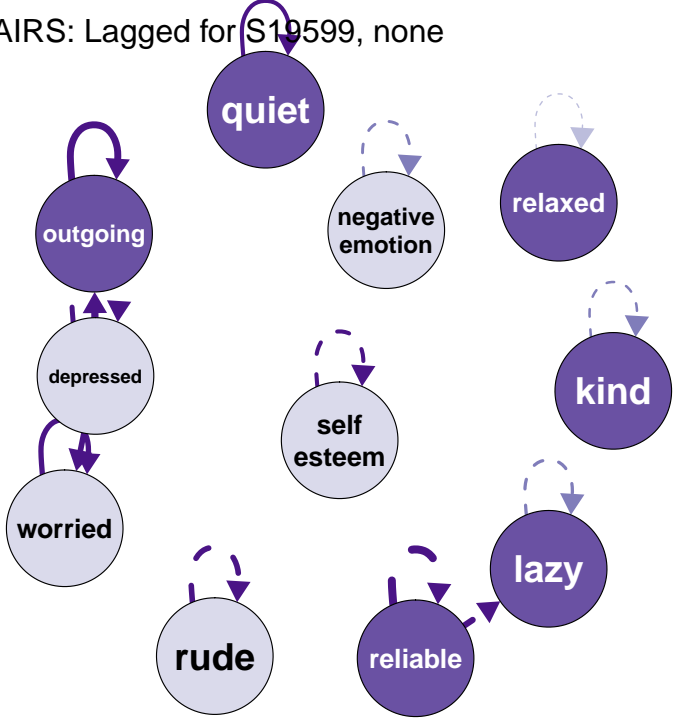 AIRS: Lagged for S19599, none
quiet
negative
emotion
relaxed
outgoing
depressed
kind
self
esteem
worried
lazy
rude
reliable